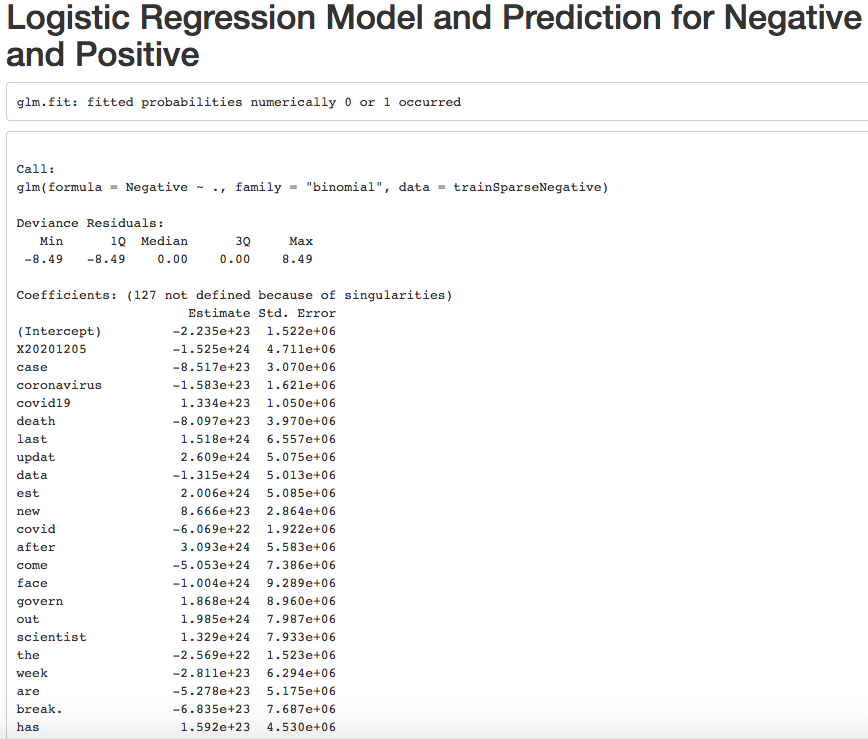 Logistic Regression Model and Prediction for Negative
and Positive
glm.fit: fitted probabilities numerically 0 or 1 occurred
Call:
glm(formula = Negative ~ ., family = "binomial", data = trainSparseNegative)
Deviance Residuals:
Min 1Q Median 3Q Max
-8.49 -8.49 0.00 0.00 8.49
Coefficients: (127 not defined because of singularities)
Estimate Std. Error
(Intercept) -2.235e+23 1.522e+06
X20201205 -1.525e+24 4.711e+06
case -8.517e+23 3.070e+06
coronavirus -1.583e+23 1.621e+06
covid19 1.334e+23 1.050e+06
death -8.097e+23 3.970e+06
last 1.518e+24 6.557e+06
updat 2.609e+24 5.075e+06
data -1.315e+24 5.013e+06
est 2.006e+24 5.085e+06
new 8.666e+23 2.864e+06
covid -6.069e+22 1.922e+06
after 3.093e+24 5.583e+06
come -5.053e+24 7.386e+06
face -1.004e+24 9.289e+06
govern 1.868e+24 8.960e+06
out 1.985e+24 7.987e+06
scientist 1.329e+24 7.933e+06
the -2.569e+22 1.523e+06
week -2.811e+23 6.294e+06
are -5.278e+23 5.175e+06
break. -6.835e+23 7.687e+06
has 1.592e+23 4.530e+06